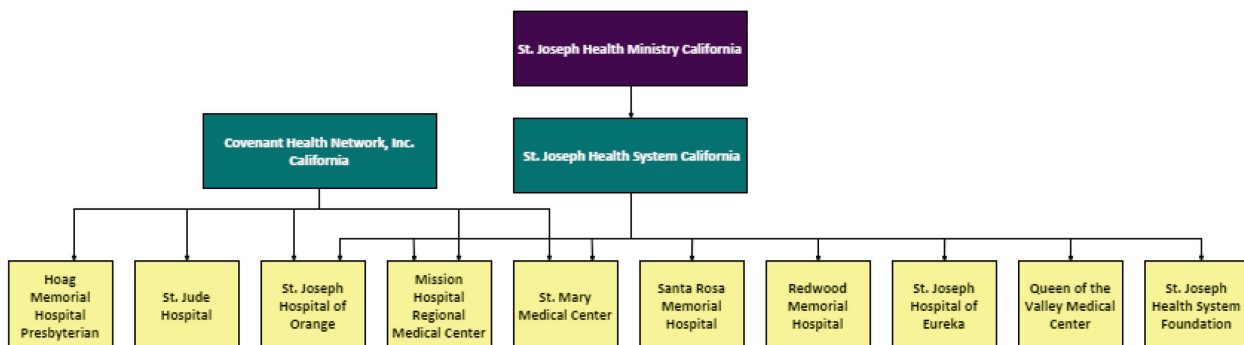 St. Joseph Health Ministry California
Covenant Health Network, Inc.
California
St. Joseph Health System California
Hoag
Memorial
Hospital
Presbyterian
St. Jude
Hospital
St. Joseph
Hospital of
Orange
Mission
Hospital
Regional
Medical Center
St. Mary
Medical Center
Santa Rosa
Memorial
Hospital
Redwood
Memorial
Hospital
St. Joseph
Hospital of
Eureka
Queen of the
Valley Medical
Center
St. Joseph
Health System
Foundation